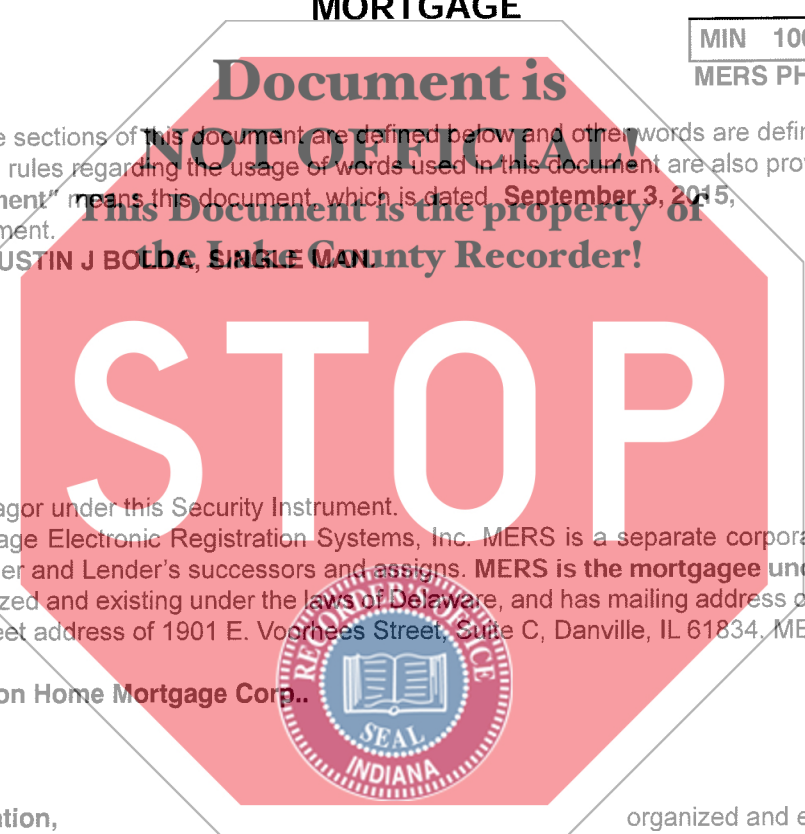 MORTGAGE
MIN 100
MERS PH
Document is
NOT OFFICIAL!
This Document is the property of
the Lake County Recorder!
e sections of this document are defined below and other words are defin
rules regarding the usage of words used in this document are also pro
ent" means this document, which is dated September 3, 2015,
ment.
USTIN J BOLDA, SINGLE MAN.
STOP
agor under this Security Instrument.
age Electronic Registration Systems, Inc. MERS is a separate corpora
er and Lender's successors and assigns. MERS is the mortgagee und
zed and existing under the laws of Delaware, and has mailing address o
eet address of 1901 E. Voorhees Street, Suite C, Danville, IL 61834. ME
on Home Mortgage Corp..
RECORDER'S OFFICE
SEAL
INDIANA
tion,
organized and e